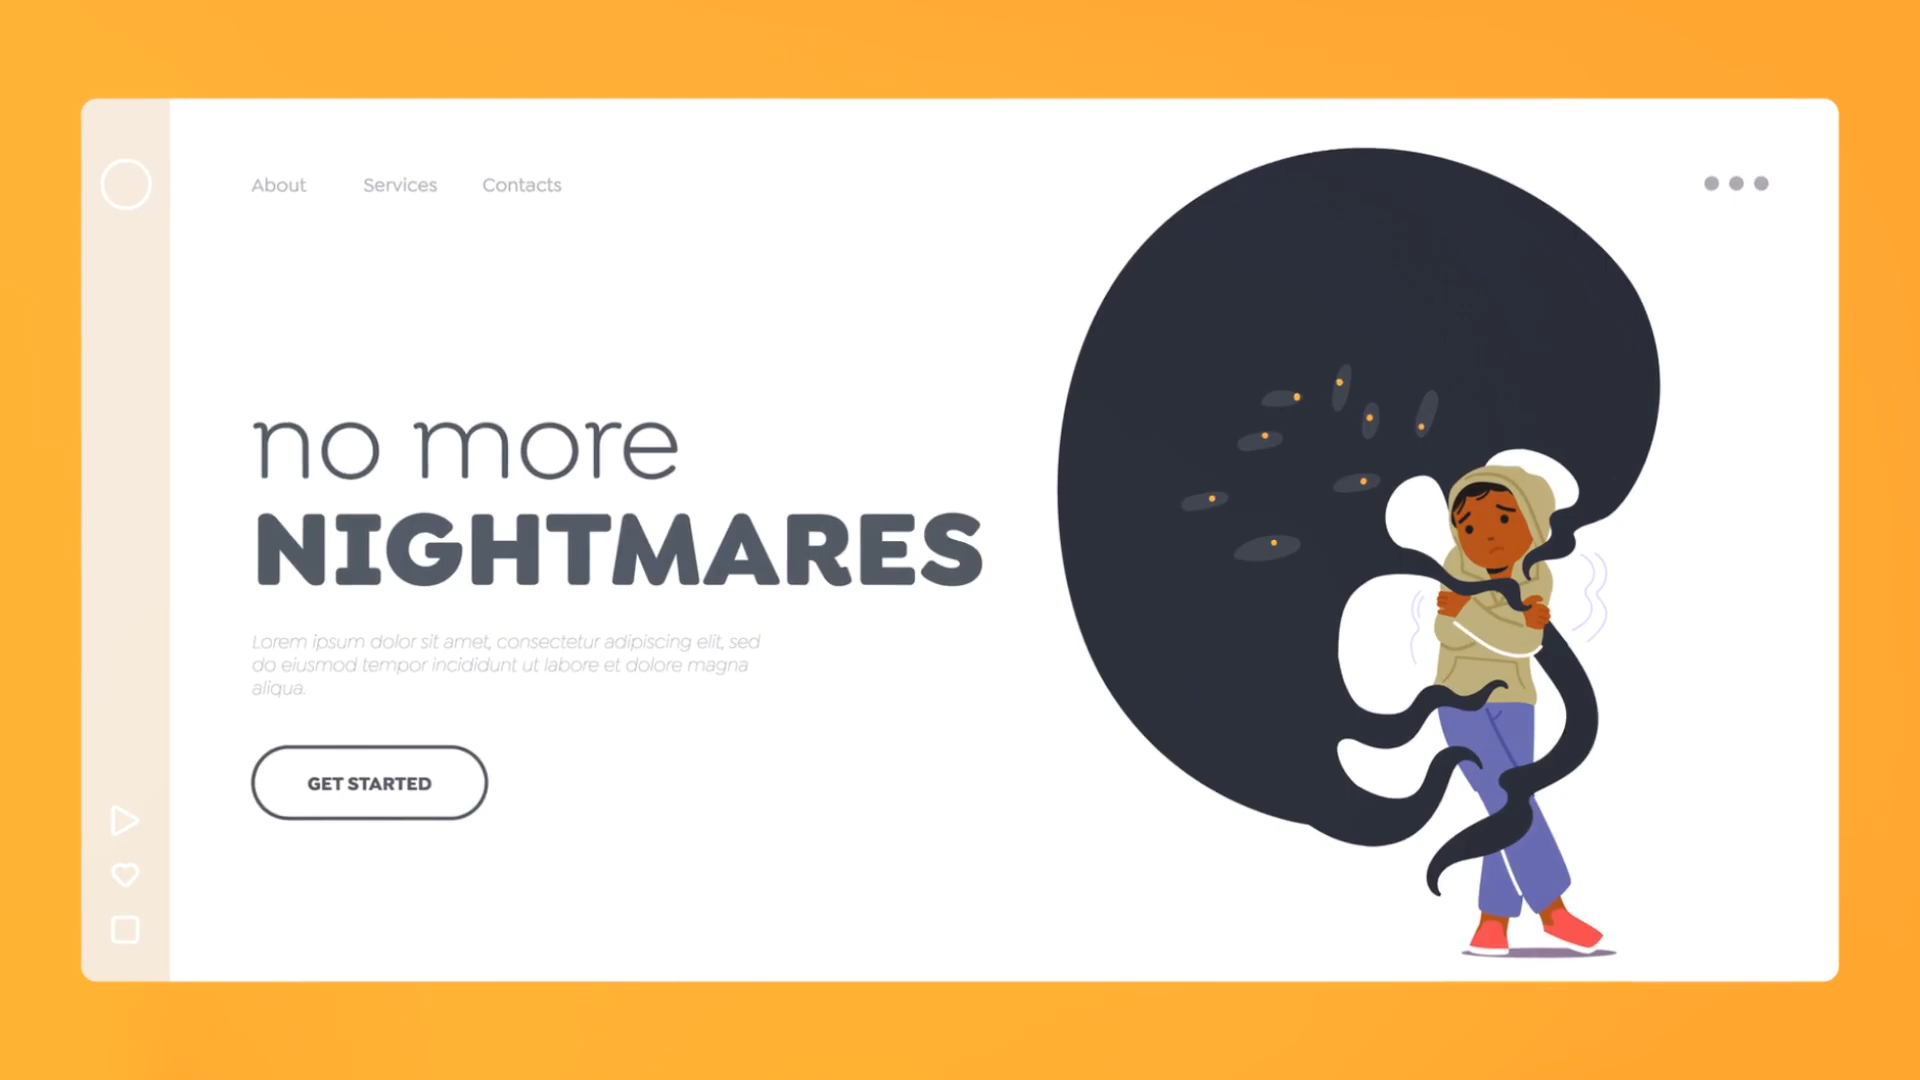 About Services Contacts
no more
NIGHTMARES
Lorem ipsum dolor sit amet, consectetur adipiscing elit, sed
do eiusmod tempor incididunt ut labore et dolore magna
aliqua.
GET STARTED